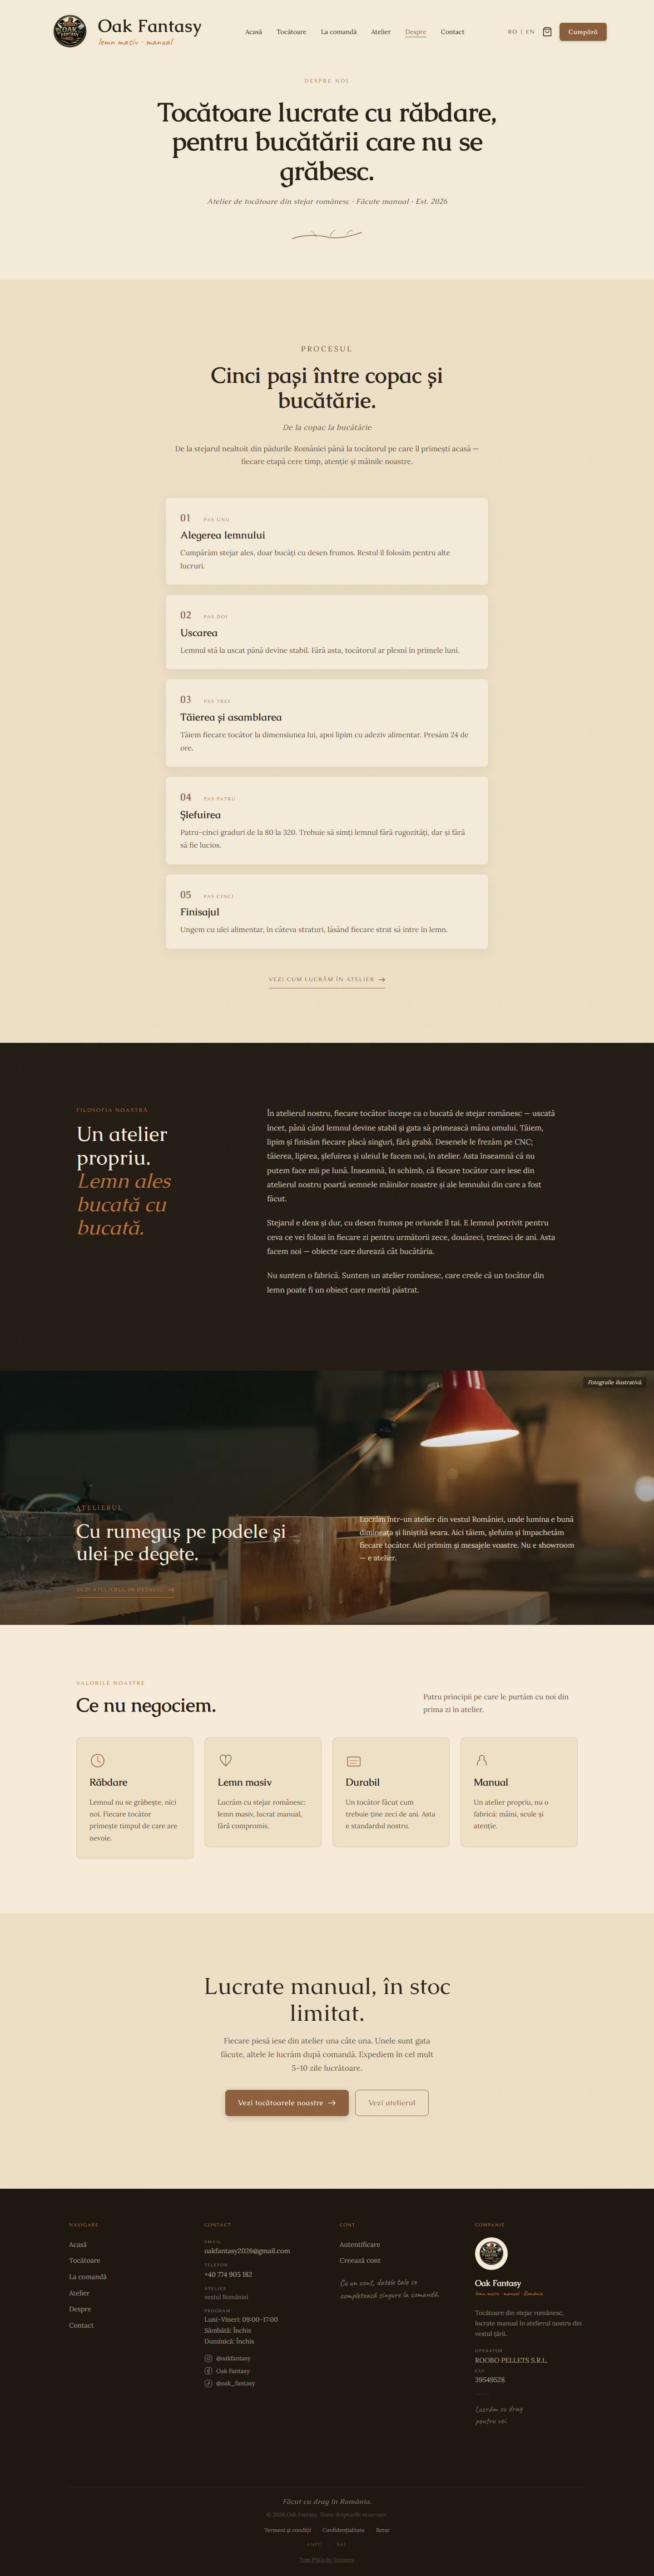 Oak Fantasy
lemn masiv · manual
Acasă
Tocătoare
La comandă
Atelier
Despre
Contact
RO | EN
Cumpără
DESPRE NOI
Tocătoare lucrate cu răbdare,
pentru bucătării care nu se
grăbesc.
Atelier de tocătoare din stejar românesc · Făcute manual · Est. 2026
PROCESUL
Cinci pași între copac și
bucătărie.
De la copac la bucătărie
De la stejarul nealtoit din pădurile României până la tocătorul pe care îl primești acasă —
fiecare etapă cere timp, atenție și mâinile noastre.
01 PAS UNU
Alegerea lemnului
Cumpărăm stejar ales, doar bucăți cu desen frumos. Restul îl folosim pentru alte
lucruri.
02 PAS DOI
Uscarea
Lemnul stă la uscat până devine stabil. Fără asta, tocătorul ar plesni în primele luni.
03 PAS TREI
Tăierea și asamblarea
Tăiem fiecare tocător la dimensiunea lui, apoi lipim cu adeziv alimentar. Presăm 24 de
ore.
04 PAS PATRU
Șlefuirea
Patru-cinci graduri de la 80 la 320. Trebuie să simți lemnul fără rugozități, dar și fără
să fie lucios.
05 PAS CINCI
Finisajul
Ungem cu ulei alimentar, în câteva straturi, lăsând fiecare strat să intre în lemn.
VEZI CUM LUCRĂM ÎN ATELIER →
FILOSOFIA NOASTRĂ
Un atelier
propriu.
Lemn ales
bucată cu
bucată.
În atelierul nostru, fiecare tocător începe ca o bucată de stejar românesc — uscată
încet, până când lemnul devine stabil și gata să primească mâna omului. Tăiem,
lipim și finisăm fiecare placă singuri, fără grabă. Desenele le frezăm pe CNC;
tăierea, lipirea, șlefuirea și uleiul le facem noi, în atelier. Asta înseamnă că nu
putem face mii pe lună. Înseamnă, în schimb, că fiecare tocător care iese din
atelierul nostru poartă semnele mâinilor noastre și ale lemnului din care a fost
făcut.
Stejarul e dens și dur, cu desen frumos pe oriunde îl tai. E lemnul potrivit pentru
ceva ce vei folosi în fiecare zi pentru următorii zece, douăzeci, treizeci de ani. Asta
facem noi — obiecte care durează cât bucătăria.
Nu suntem o fabrică. Suntem un atelier românesc, care crede că un tocător din
lemn poate fi un obiect care merită păstrat.
Fotografie ilustrativă.
ATELIERUL
Cu rumeguș pe podele și
ulei pe degete.
VEZI ATELIERUL ÎN DETALIU →
Lucrăm într-un atelier din vestul României, unde lumina e bună
dimineața și liniștită seara. Aici tăiem, șlefuim și împachetăm
fiecare tocător. Aici primim și mesajele voastre. Nu e showroom
— e atelier.
VALORILE NOASTRE
Ce nu negociem.
Patru principii pe care le purtăm cu noi din
prima zi în atelier.
Răbdare
Lemnul nu se grăbește, nici
noi. Fiecare tocător
primește timpul de care are
nevoie.
Lemn masiv
Lucrăm cu stejar românesc:
lemn masiv, lucrat manual,
fără compromis.
Durabil
Un tocător făcut cum
trebuie ține zeci de ani. Asta
e standardul nostru.
Manual
Un atelier propriu, nu o
fabrică: mâini, scule și
atenție.
Lucrate manual, în stoc
limitat.
Fiecare piesă iese din atelier una câte una. Unele sunt gata
făcute, altele le lucrăm după comandă. Expediem în cel mult
5–10 zile lucrătoare.
Vezi tocătoarele noastre →
Vezi atelierul
NAVIGARE
Acasă
Tocătoare
La comandă
Atelier
Despre
Contact
CONTACT
EMAIL
oakfantasy2026@gmail.com
TELEFON
+40 774 905 182
ATELIER
vestul României
PROGRAM
Luni–Vineri: 09:00–17:00
Sâmbătă: Închis
Duminică: Închis
@oakfantasy
Oak Fantasy
@oak_fantasy
CONT
Autentificare
Creează cont
Cu un cont, datele tale se
completează singure la comandă.
COMPANIE
Oak Fantasy
lemn masiv · manual · România
Tocătoare din stejar românesc,
lucrate manual în atelierul nostru din
vestul țării.
OPERATOR
ROOBO PELLETS S.R.L.
CUI
39549528
Lucrăm cu drag
pentru voi.
Făcut cu drag în România.
© 2026 Oak Fantasy. Toate drepturile rezervate.
Termeni și condiții
Confidențialitate
Retur
ANPC
SAL